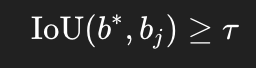 IoU(b*, b_j) ≥ τ